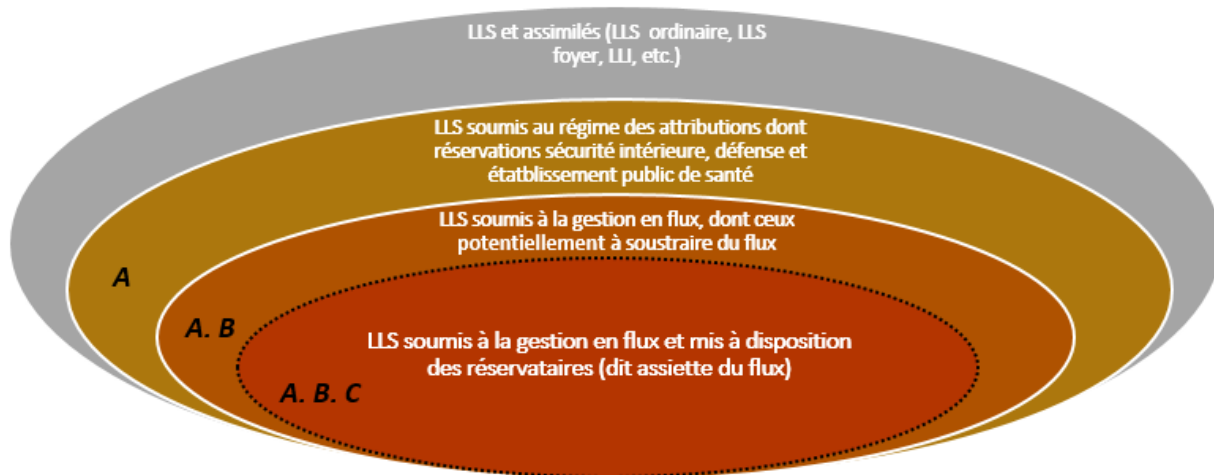 LLS et assimilés (LLS ordinaire, LLS
foyer, LLI, etc.)
LLS soumis au régime des attributions dont
réservations sécurité intérieure, défense et
étatblissement public de santé
LLS soumis à la gestion en flux, dont ceux
potentiellement à soustraire du flux
A
A. B
LLS soumis à la gestion en flux et mis à disposition
des réservataires (dit assiette du flux)
A. B. C